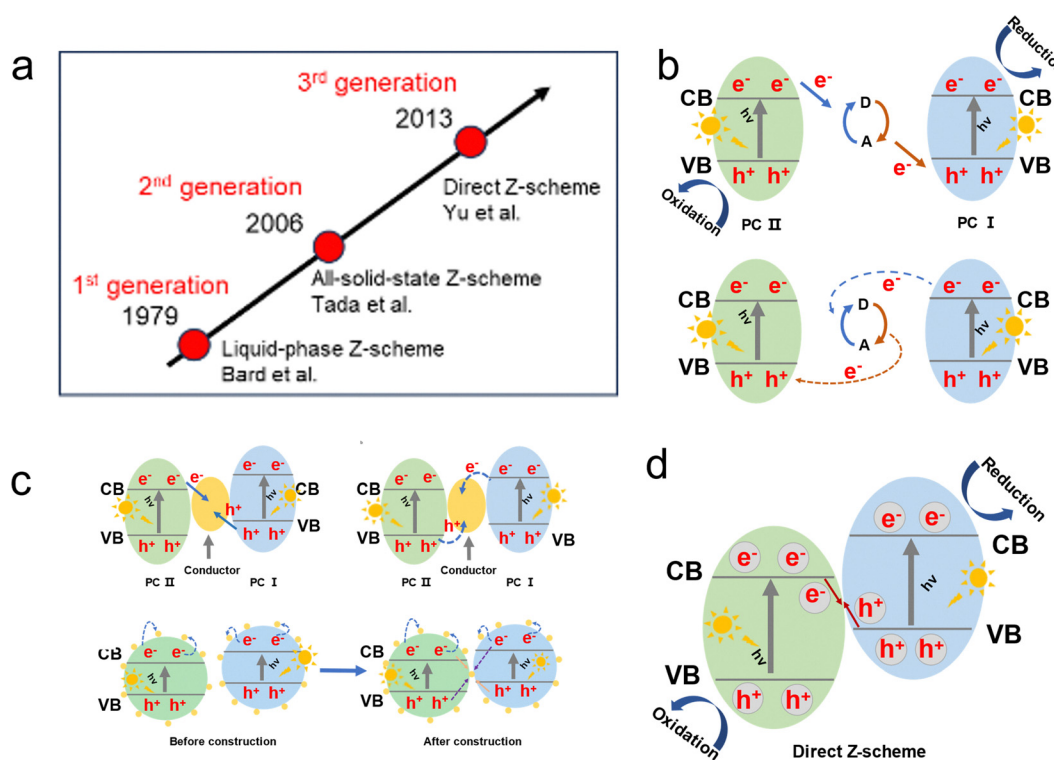 a
3rd generation
2013
2nd generation
2006
1st generation
1979
Direct Z-scheme
Yu et al.
All-solid-state Z-scheme
Tada et al.
Liquid-phase Z-scheme
Bard et al.
b
Reduction
e- e-
e-
D
A
e- e-
CB
CB
hv
hv
VB
VB
h+ h+
e-
h+ h+
Oxidation
PC II
PC I
e- e-
e-
D
A
e- e-
CB
CB
hv
hv
VB
VB
h+ h+
e-
h+ h+
c
e- e-
e-
e- e-
CB
CB
hv
hv
h+
VB
VB
h+ h+
h+ h+
PC II
Conductor
PC I
e- e-
e-
e- e-
CB
CB
hv
hv
h+
VB
VB
h+ h+
h+ h+
PC II
Conductor
PC I
CB
e- e-
e- e-
hv
hv
VB
h+ h+
h+ h+
Before construction
CB
e- e-
e- e-
hv
hv
VB
h+ h+
h+ h+
After construction
d
Reduction
e- e-
CB
e- e-
CB
hv
e-
h+
VB
h+ h+
hv
VB
h+ h+
Oxidation
Direct Z-scheme